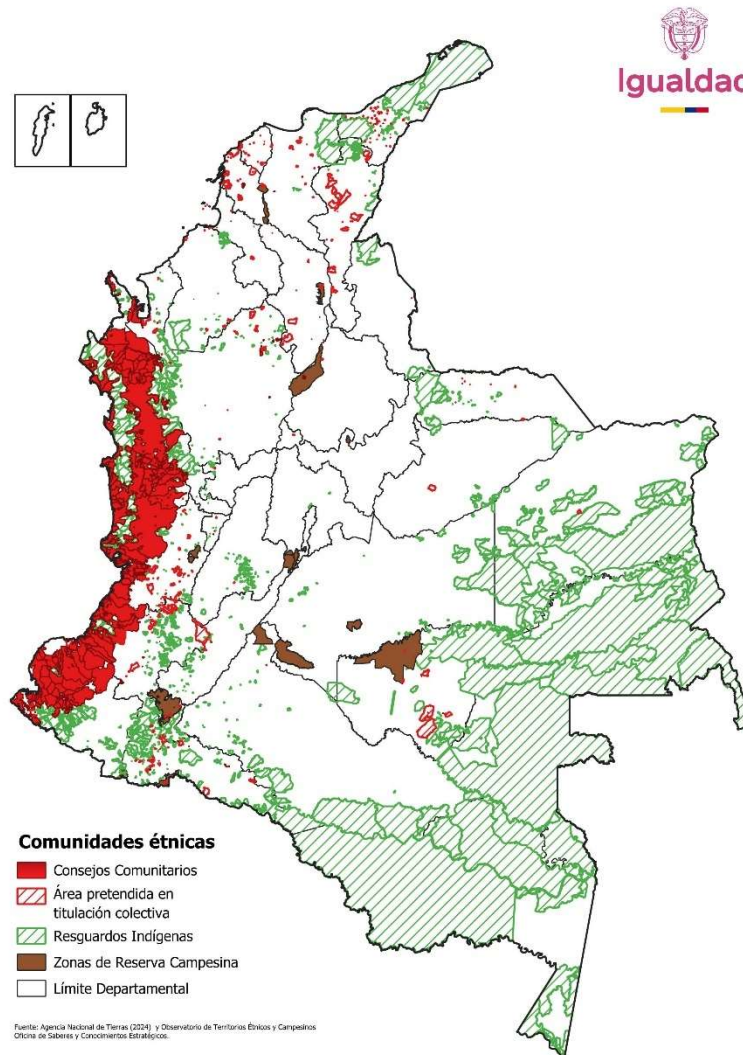 Igualdad
Comunidades étnicas
Consejos Comunitarios
Área pretendida en
titulación colectiva
Resguardos Indígenas
Zonas de Reserva Campesina
Límite Departamental
Fuente: Agencia Nacional de Tierras (2024) y Observatorio de Territorios Étnicos y Campesinos
Oficina de Saberes y Conocimientos Estratégicos.